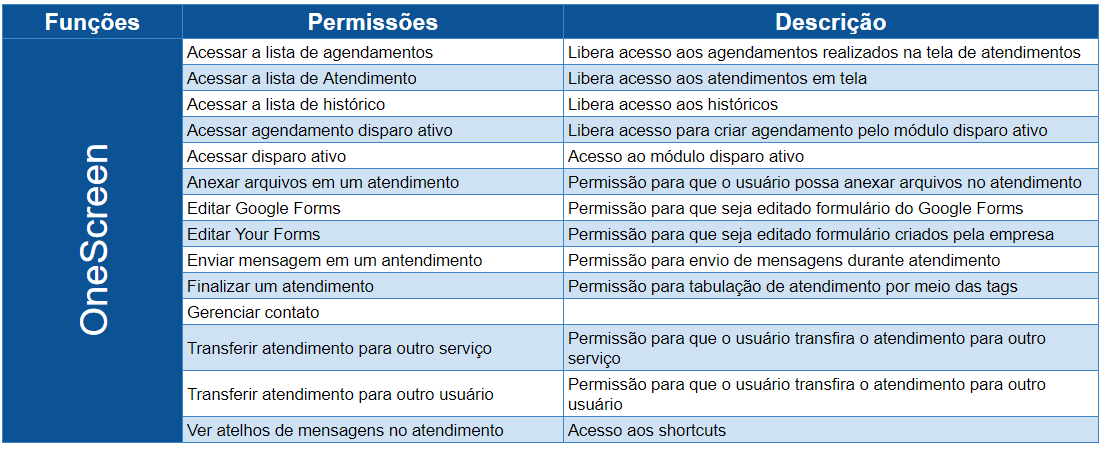 Funções Permissões Descrição
OneScreen
Acessar a lista de agendamentos Libera acesso aos agendamentos realizados na tela de atendimentos
Acessar a lista de Atendimento Libera acesso aos atendimentos em tela
Acessar a lista de histórico Libera acesso aos históricos
Acessar agendamento disparo ativo Libera acesso para criar agendamento pelo módulo disparo ativo
Acessar disparo ativo Acesso ao módulo disparo ativo
Anexar arquivos em um atendimento Permissão para que o usuário possa anexar arquivos no atendimento
Editar Google Forms Permissão para que seja editado formulário do Google Forms
Editar Your Forms Permissão para que seja editado formulário criados pela empresa
Enviar mensagem em um antendimento Permissão para envio de mensagens durante atendimento
Finalizar um atendimento Permissão para tabulação de atendimento por meio das tags
Gerenciar contato
Transferir atendimento para outro serviço Permissão para que o usuário transfira o atendimento para outro
serviço
Transferir atendimento para outro usuário Permissão para que o usuário transfira o atendimento para outro
usuário
Ver atelhos de mensagens no atendimento Acesso aos shortcuts